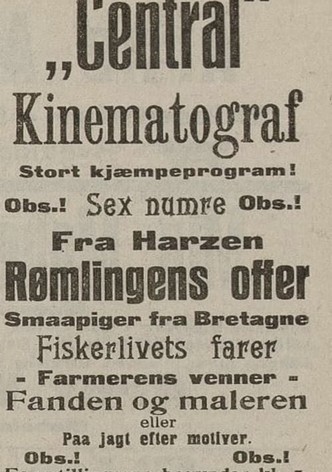 „Central“
Kinematograf
Stort kjæmpeprogram!
Obs.! Sex numre Obs.!
Fra Harzen
Rømlingens offer
Smaapiger fra Bretagne
Fiskerlivets farer
- Farmerens venner -
Fanden og maleren
eller
Paa jagt efter motiver.
Obs.! Obs.!